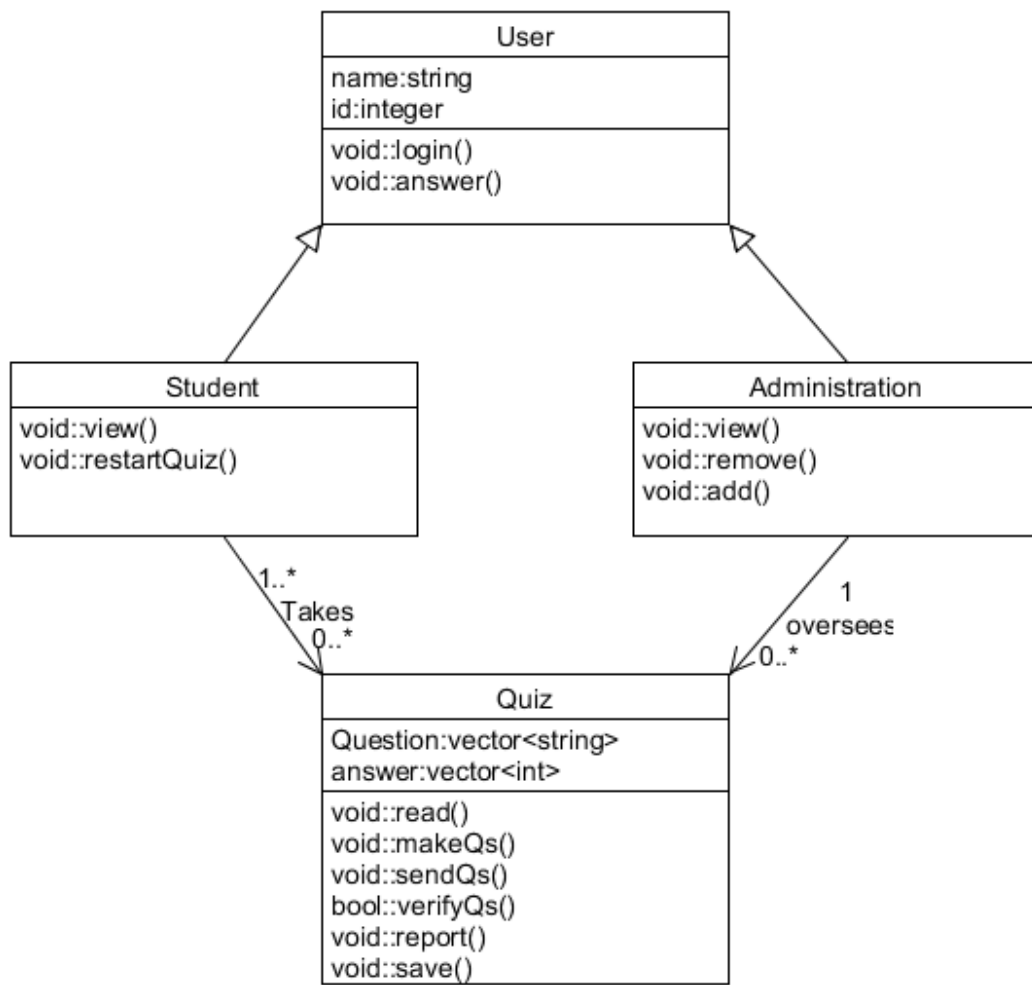 User
name:string
id:integer
void::login()
void::answer()
Student
void::view()
void::restartQuiz()
Administration
void::view()
void::remove()
void::add()
1..*
Takes
0..*
1
oversees
0..*
Quiz
Question:vector<string>
answer:vector<int>
void::read()
void::makeQs()
void::sendQs()
bool::verifyQs()
void::report()
void::save()